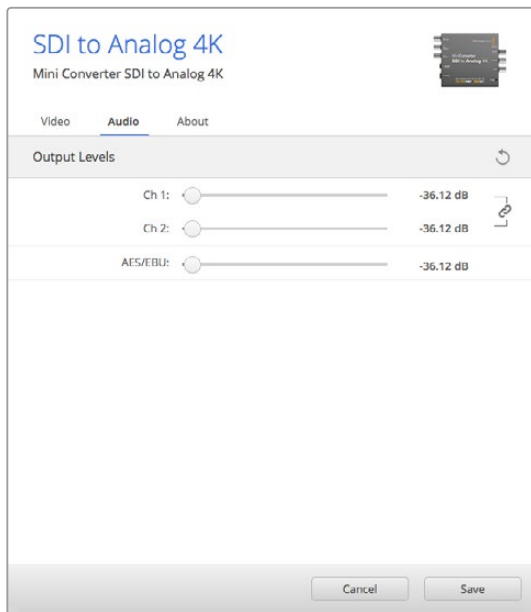 SDI to Analog 4K
Mini Converter SDI to Analog 4K
Video Audio About
Output Levels
Ch 1: -36.12 dB
Ch 2: -36.12 dB
AES/EBU: -36.12 dB
Cancel Save